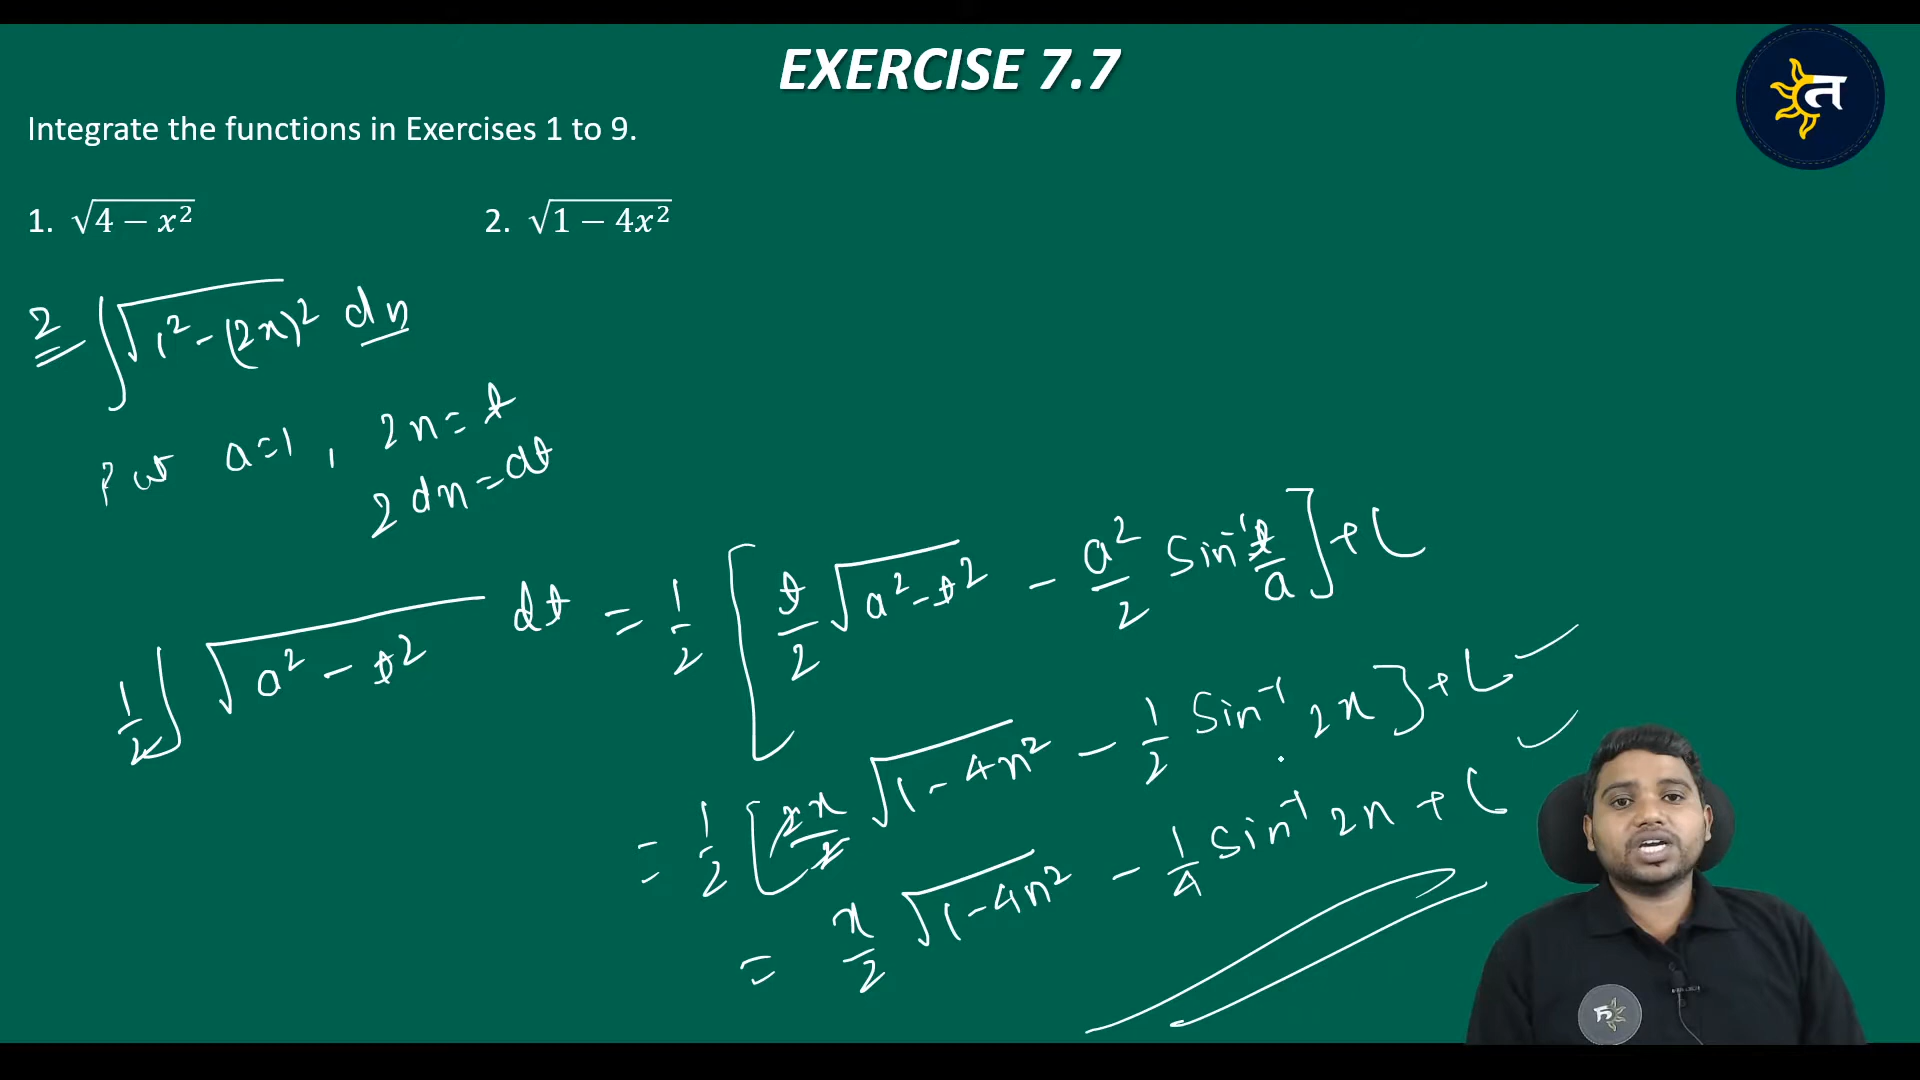 EXERCISE 7.7
त
Integrate the functions in Exercises 1 to 9.
1. √(4 − x²) 2. √(1 − 4x²)
2 ∫√(1² - (2x)²) dx
Put a=1, 2x=t
2 dx=dt
1/2 ∫ √(a² - t²) dt = 1/2 [ t/2 √(a²-t²) - a²/2 Sin⁻¹ t/a ] + C
= 1/2 [ 2x/2 √(1-4x²) - 1/2 Sin⁻¹ 2x ] + C
= x/2 √(1-4x²) - 1/4 Sin⁻¹ 2x + C